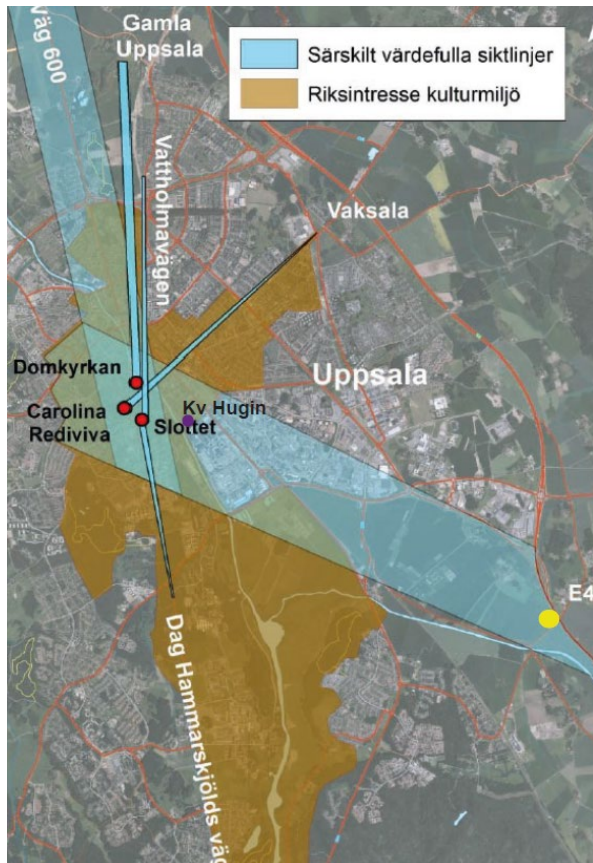 Väg 600
Gamla
Uppsala
Särskilt värdefulla siktlinjer
Riksintresse kulturmiljö
Vattholmavägen
Vaksala
Domkyrkan
Uppsala
Carolina
Rediviva
Kv Hugin
Slottet
E4
Dag Hammarskjölds väg